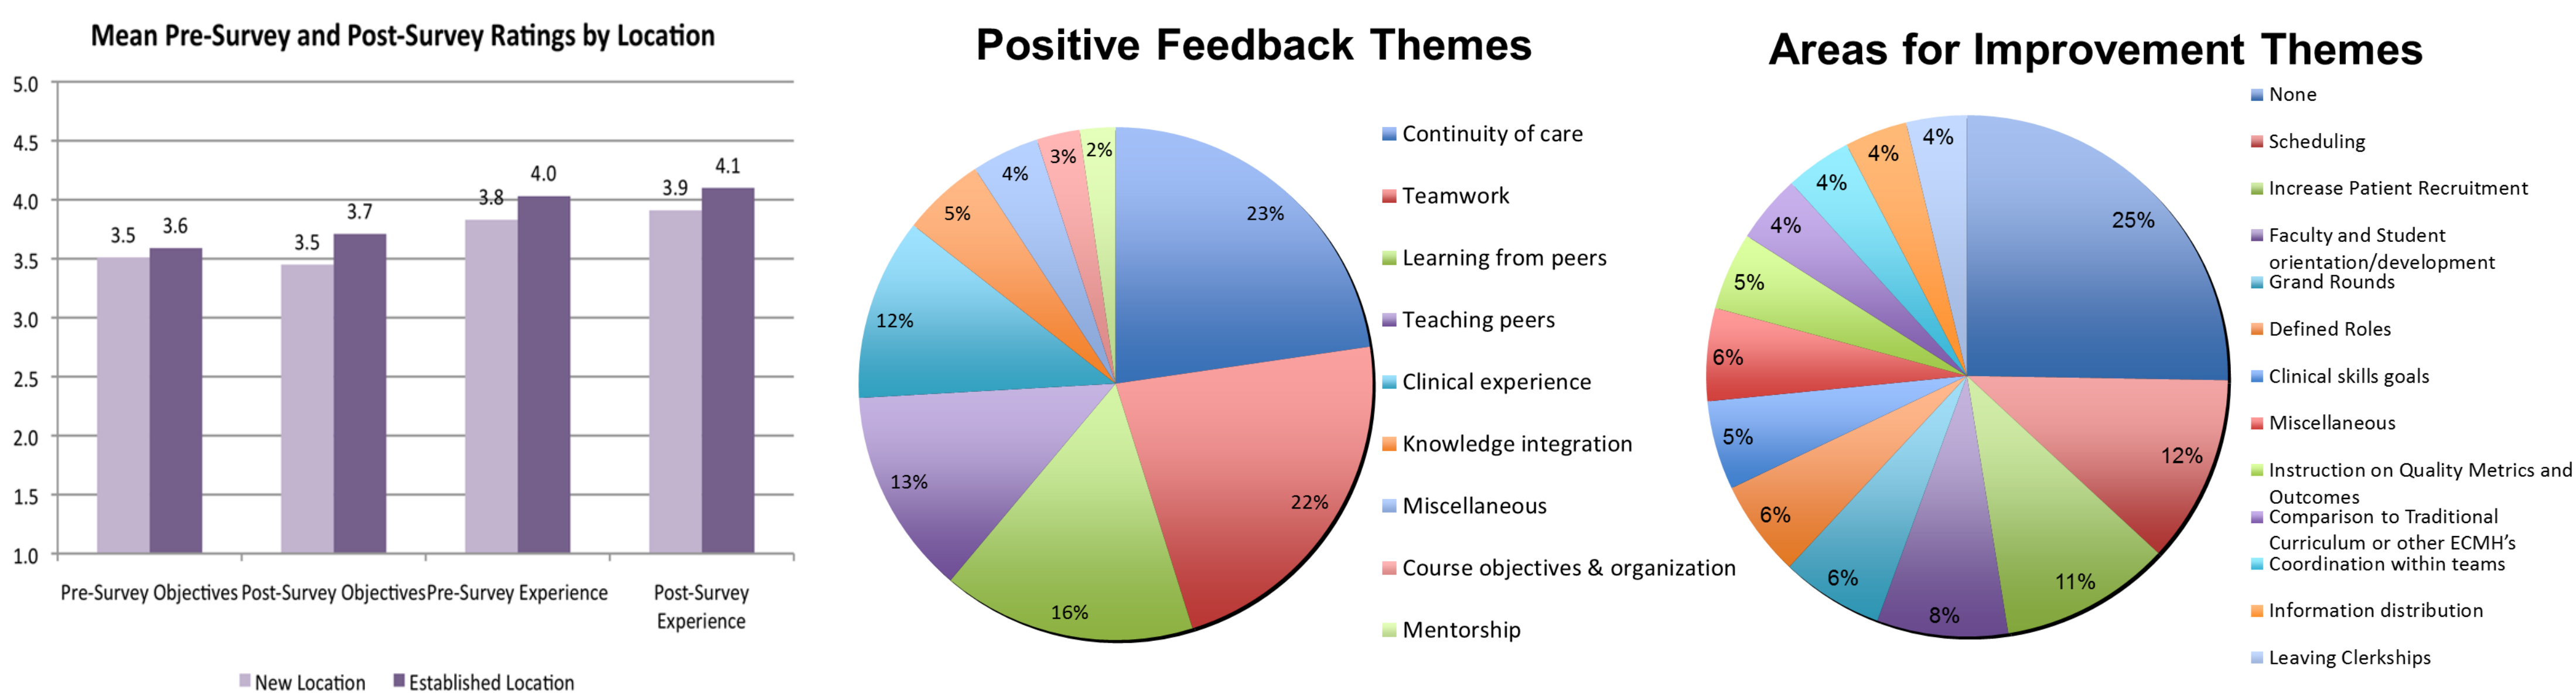 Mean Pre-Survey and Post-Survey Ratings by Location
5.0
4.5
4.0
3.5
3.0
2.5
2.0
1.5
1.0
3.5
3.6
3.5
3.7
3.8
4.0
3.9
4.1
Pre-Survey Objectives
Post-Survey Objectives
Pre-Survey Experience
Post-Survey
Experience
New Location
Established Location
Positive Feedback Themes
23%
22%
16%
13%
12%
5%
4%
3%
2%
Continuity of care
Teamwork
Learning from peers
Teaching peers
Clinical experience
Knowledge integration
Miscellaneous
Course objectives & organization
Mentorship
Areas for Improvement Themes
25%
12%
11%
8%
6%
6%
5%
6%
5%
4%
4%
4%
4%
None
Scheduling
Increase Patient Recruitment
Faculty and Student
orientation/development
Grand Rounds
Defined Roles
Clinical skills goals
Miscellaneous
Instruction on Quality Metrics and
Outcomes
Comparison to Traditional
Curriculum or other ECMH’s
Coordination within teams
Information distribution
Leaving Clerkships